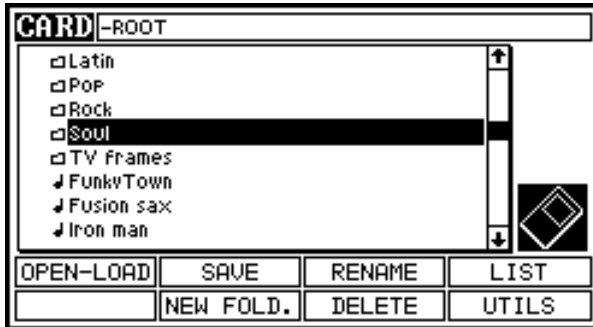 CARD -ROOT
Latin
Pop
Rock
Soul
TV frames
FunkyTown
Fusion sax
Iron man
OPEN-LOAD SAVE RENAME LIST
NEW FOLD. DELETE UTILS